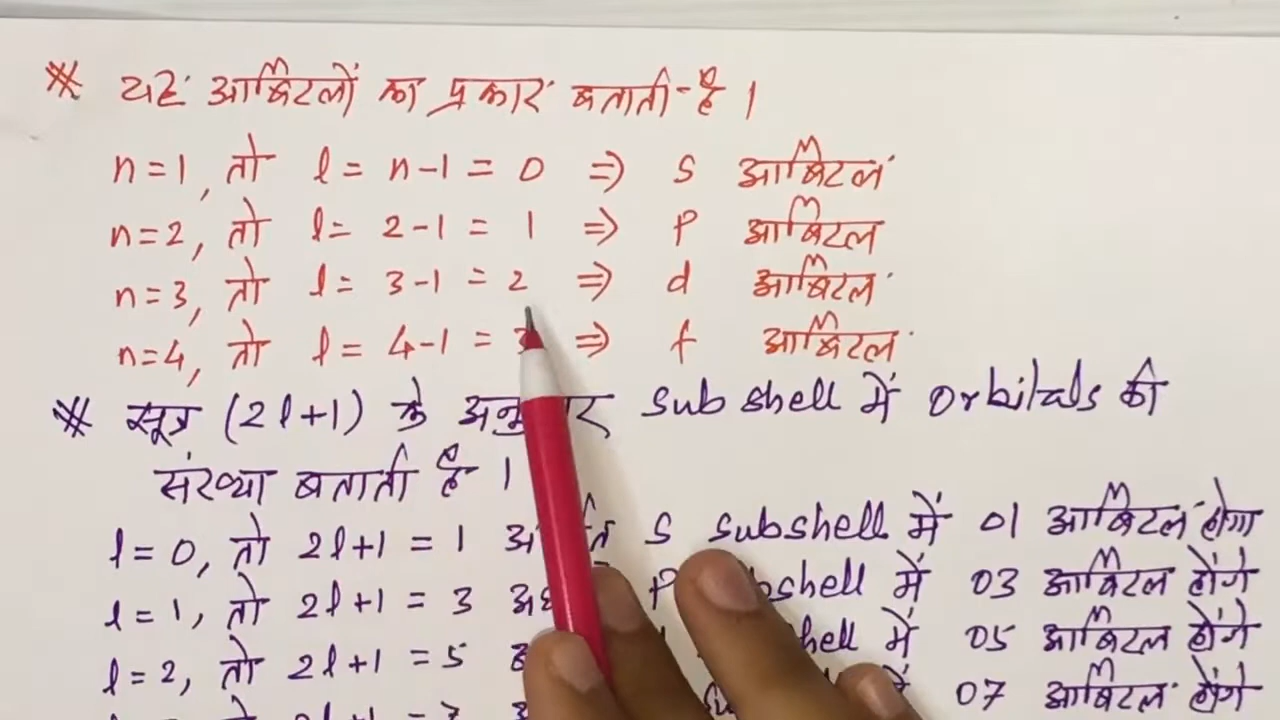 * यह आर्बिटलों का प्रकार बताती है ।
n=1, तो l = n-1 = 0 ⇒ S आर्बिटल
n=2, तो l = 2-1 = 1 ⇒ P आर्बिटल
n=3, तो l = 3-1 = 2 ⇒ d आर्बिटल
n=4, तो l = 4-1 = ⇒ f आर्बिटल
* सूत्र (2l+1) के Sub shell में Orbitals की
संख्या बताती है ।
l=0, तो 2l+1 = 1 S subshell में 01 आर्बिटल होगा
l=1, तो 2l+1 = 3 P में 03 आर्बिटल होंगे
l=2, तो 2l+1 =5 में 05 आर्बिटल होंगे
2l+1 = 7 07 आर्बिटल होंगे